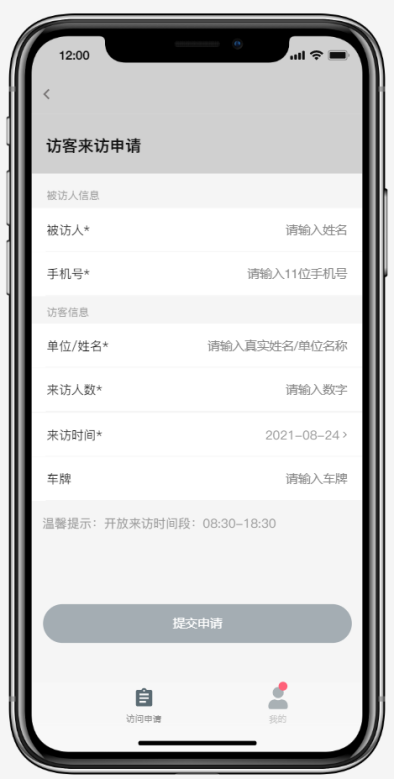 12:00
访客来访申请
被访人信息
被访人* 请输入姓名
手机号* 请输入11位手机号
访客信息
单位/姓名* 请输入真实姓名/单位名称
来访人数* 请输入数字
来访时间* 2021-08-24>
车牌 请输入车牌
温馨提示：开放来访时间段：08:30-18:30
提交申请
访问申请 我的